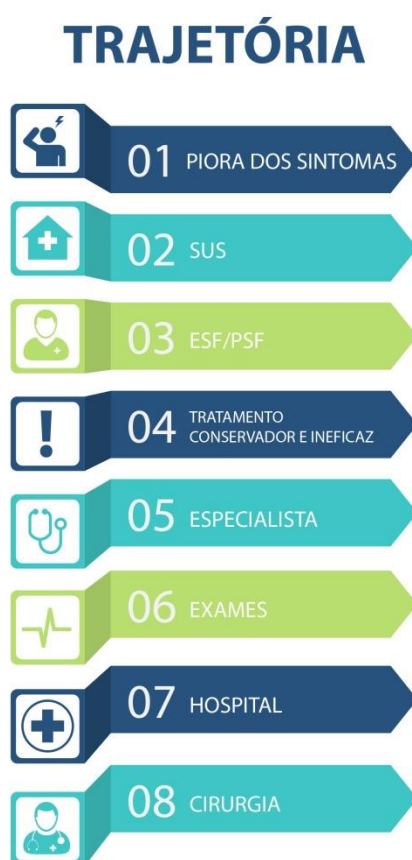 TRAJETÓRIA
01 PIORA DOS SINTOMAS
02 SUS
03 ESF/PSF
04 TRATAMENTO
CONSERVADOR E INEFICAZ
05 ESPECIALISTA
06 EXAMES
07 HOSPITAL
08 CIRURGIA